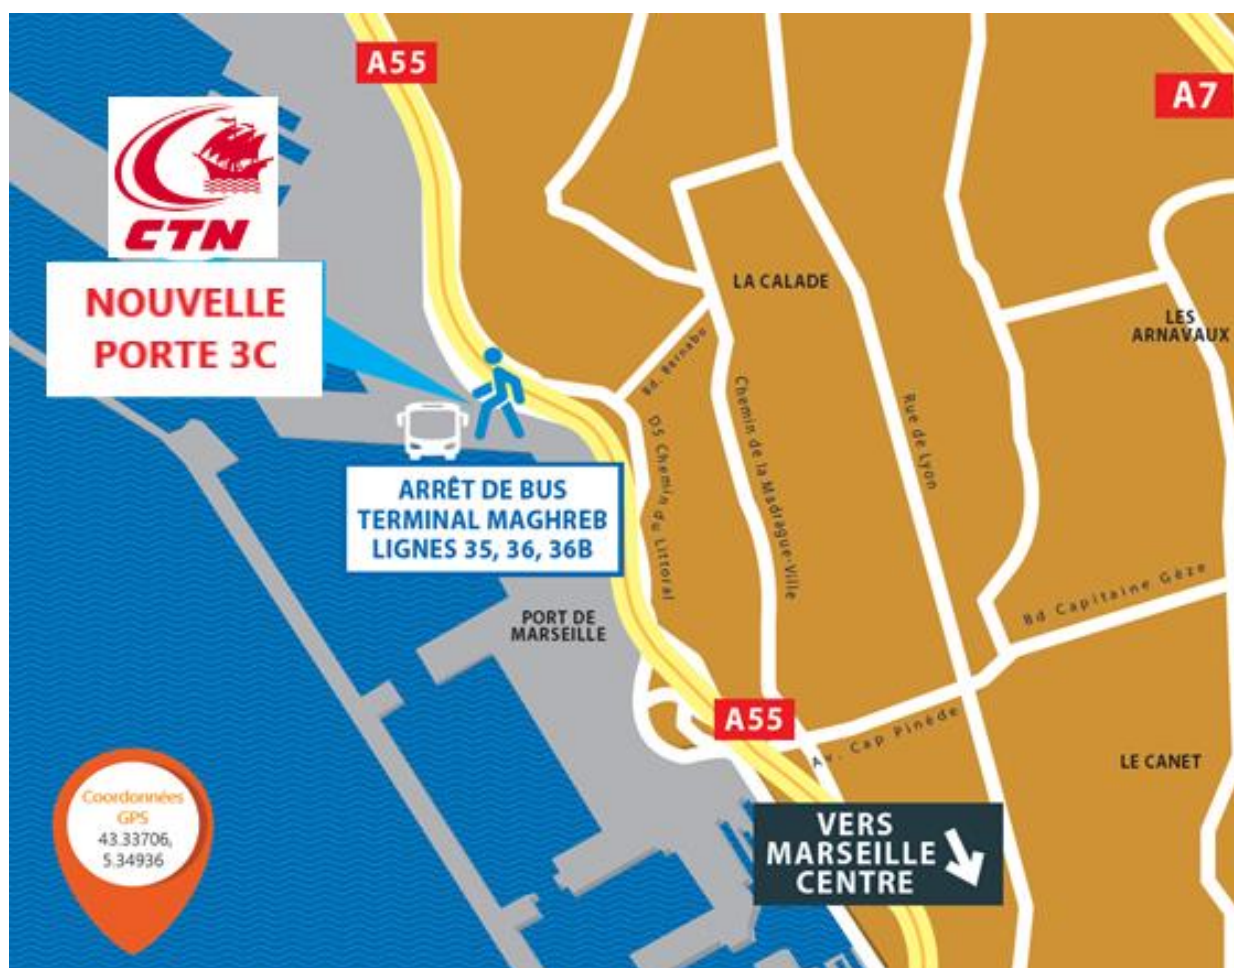 A55
A7
CTN
NOUVELLE
PORTE 3C
LA CALADE
LES
ARNAVAUX
Bd. Bernabo
D5 Chemin du Littoral
Chemin de la Madrague-Ville
Rue de Lyon
ARRÊT DE BUS
TERMINAL MAGHREB
LIGNES 35, 36, 36B
PORT DE
MARSEILLE
Bd Capitaine Gèze
A55
Av. Cap Pinède
LE CANET
Coordonnées
GPS
43.33706,
5.34936
VERS
MARSEILLE
CENTRE